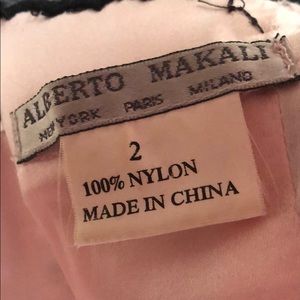 ALBERTO MAKALI
NEW YORK PARIS MILANO
2
100% NYLON
MADE IN CHINA